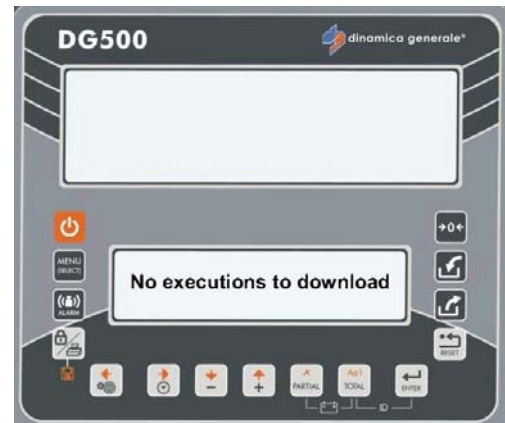 DG500
dinamica generale®
→0←
MENU
(SELECT)
No executions to download
ALARM
RESET
PARTIAL
TOTAL
ENTER
ID